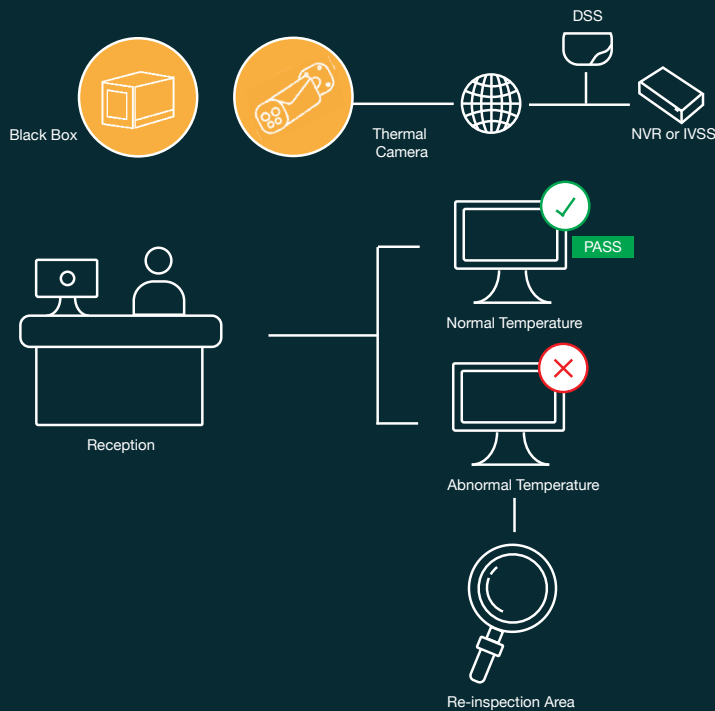 DSS
Black Box
Thermal
Camera
NVR or IVSS
PASS
Normal Temperature
Reception
Abnormal Temperature
Re-inspection Area